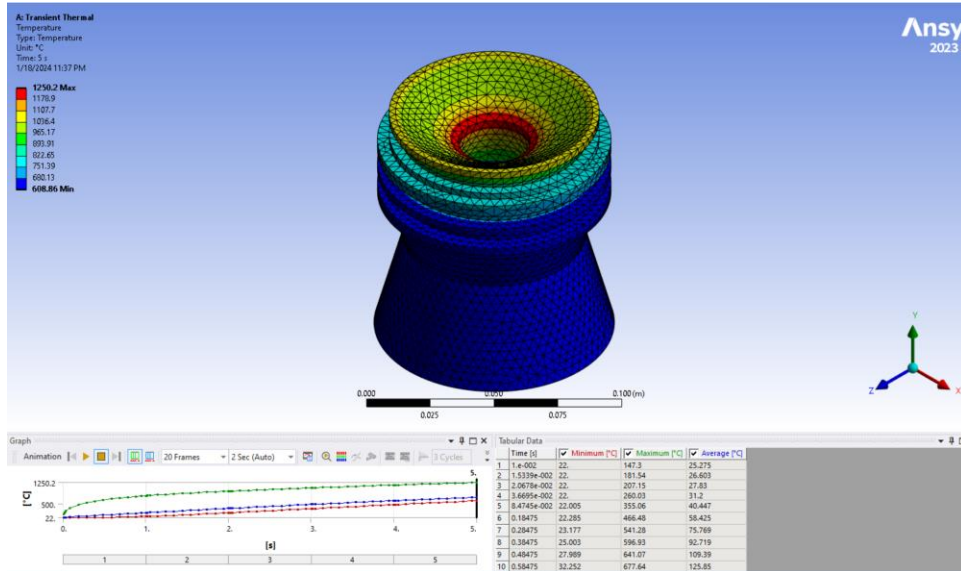 A: Transient Thermal
Temperature
Type: Temperature
Unit: °C
Time: 5 s
1/18/2024 11:37 PM
1250.2 Max
1178.9
1107.7
1036.4
965.17
893.91
822.65
751.39
680.13
608.86 Min
Ansy
2023
0.000 0.050 0.100 (m)
0.025 0.075
Y
Z X
Graph
Animation 20 Frames 2 Sec (Auto) 3 Cycles
5.
1250.2
500.
22.
[°C]
0. 1. 2. 3. 4. 5.
[s]
1 2 3 4 5
Tabular Data
Time [s] Minimum [°C] Maximum [°C] Average [°C]
1 1.e-002 22. 147.3 25.275
2 1.5339e-002 22. 181.54 26.603
3 2.0678e-002 22. 207.15 27.83
4 3.6695e-002 22. 260.03 31.2
5 8.4745e-002 22.005 355.06 40.447
6 0.18475 22.285 466.48 58.425
7 0.28475 23.177 541.28 75.769
8 0.38475 25.003 596.93 92.719
9 0.48475 27.989 641.07 109.39
10 0.58475 32.252 677.64 125.85